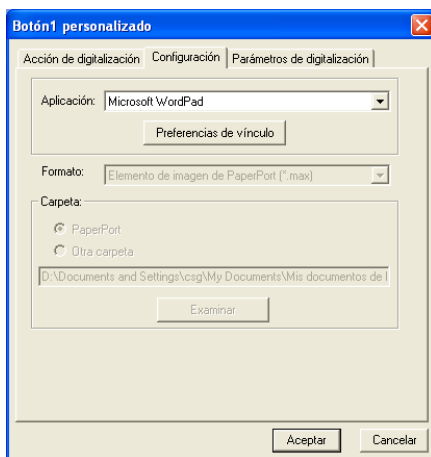 Botón1 personalizado
Acción de digitalización Configuración Parámetros de digitalización
Aplicación: Microsoft WordPad
Preferencias de vínculo
Formato: Elemento de imagen de PaperPort (*.max)
Carpeta:
PaperPort
Otra carpeta
D:\Documents and Settings\csg\My Documents\Mis documentos de
Examinar
Aceptar Cancelar